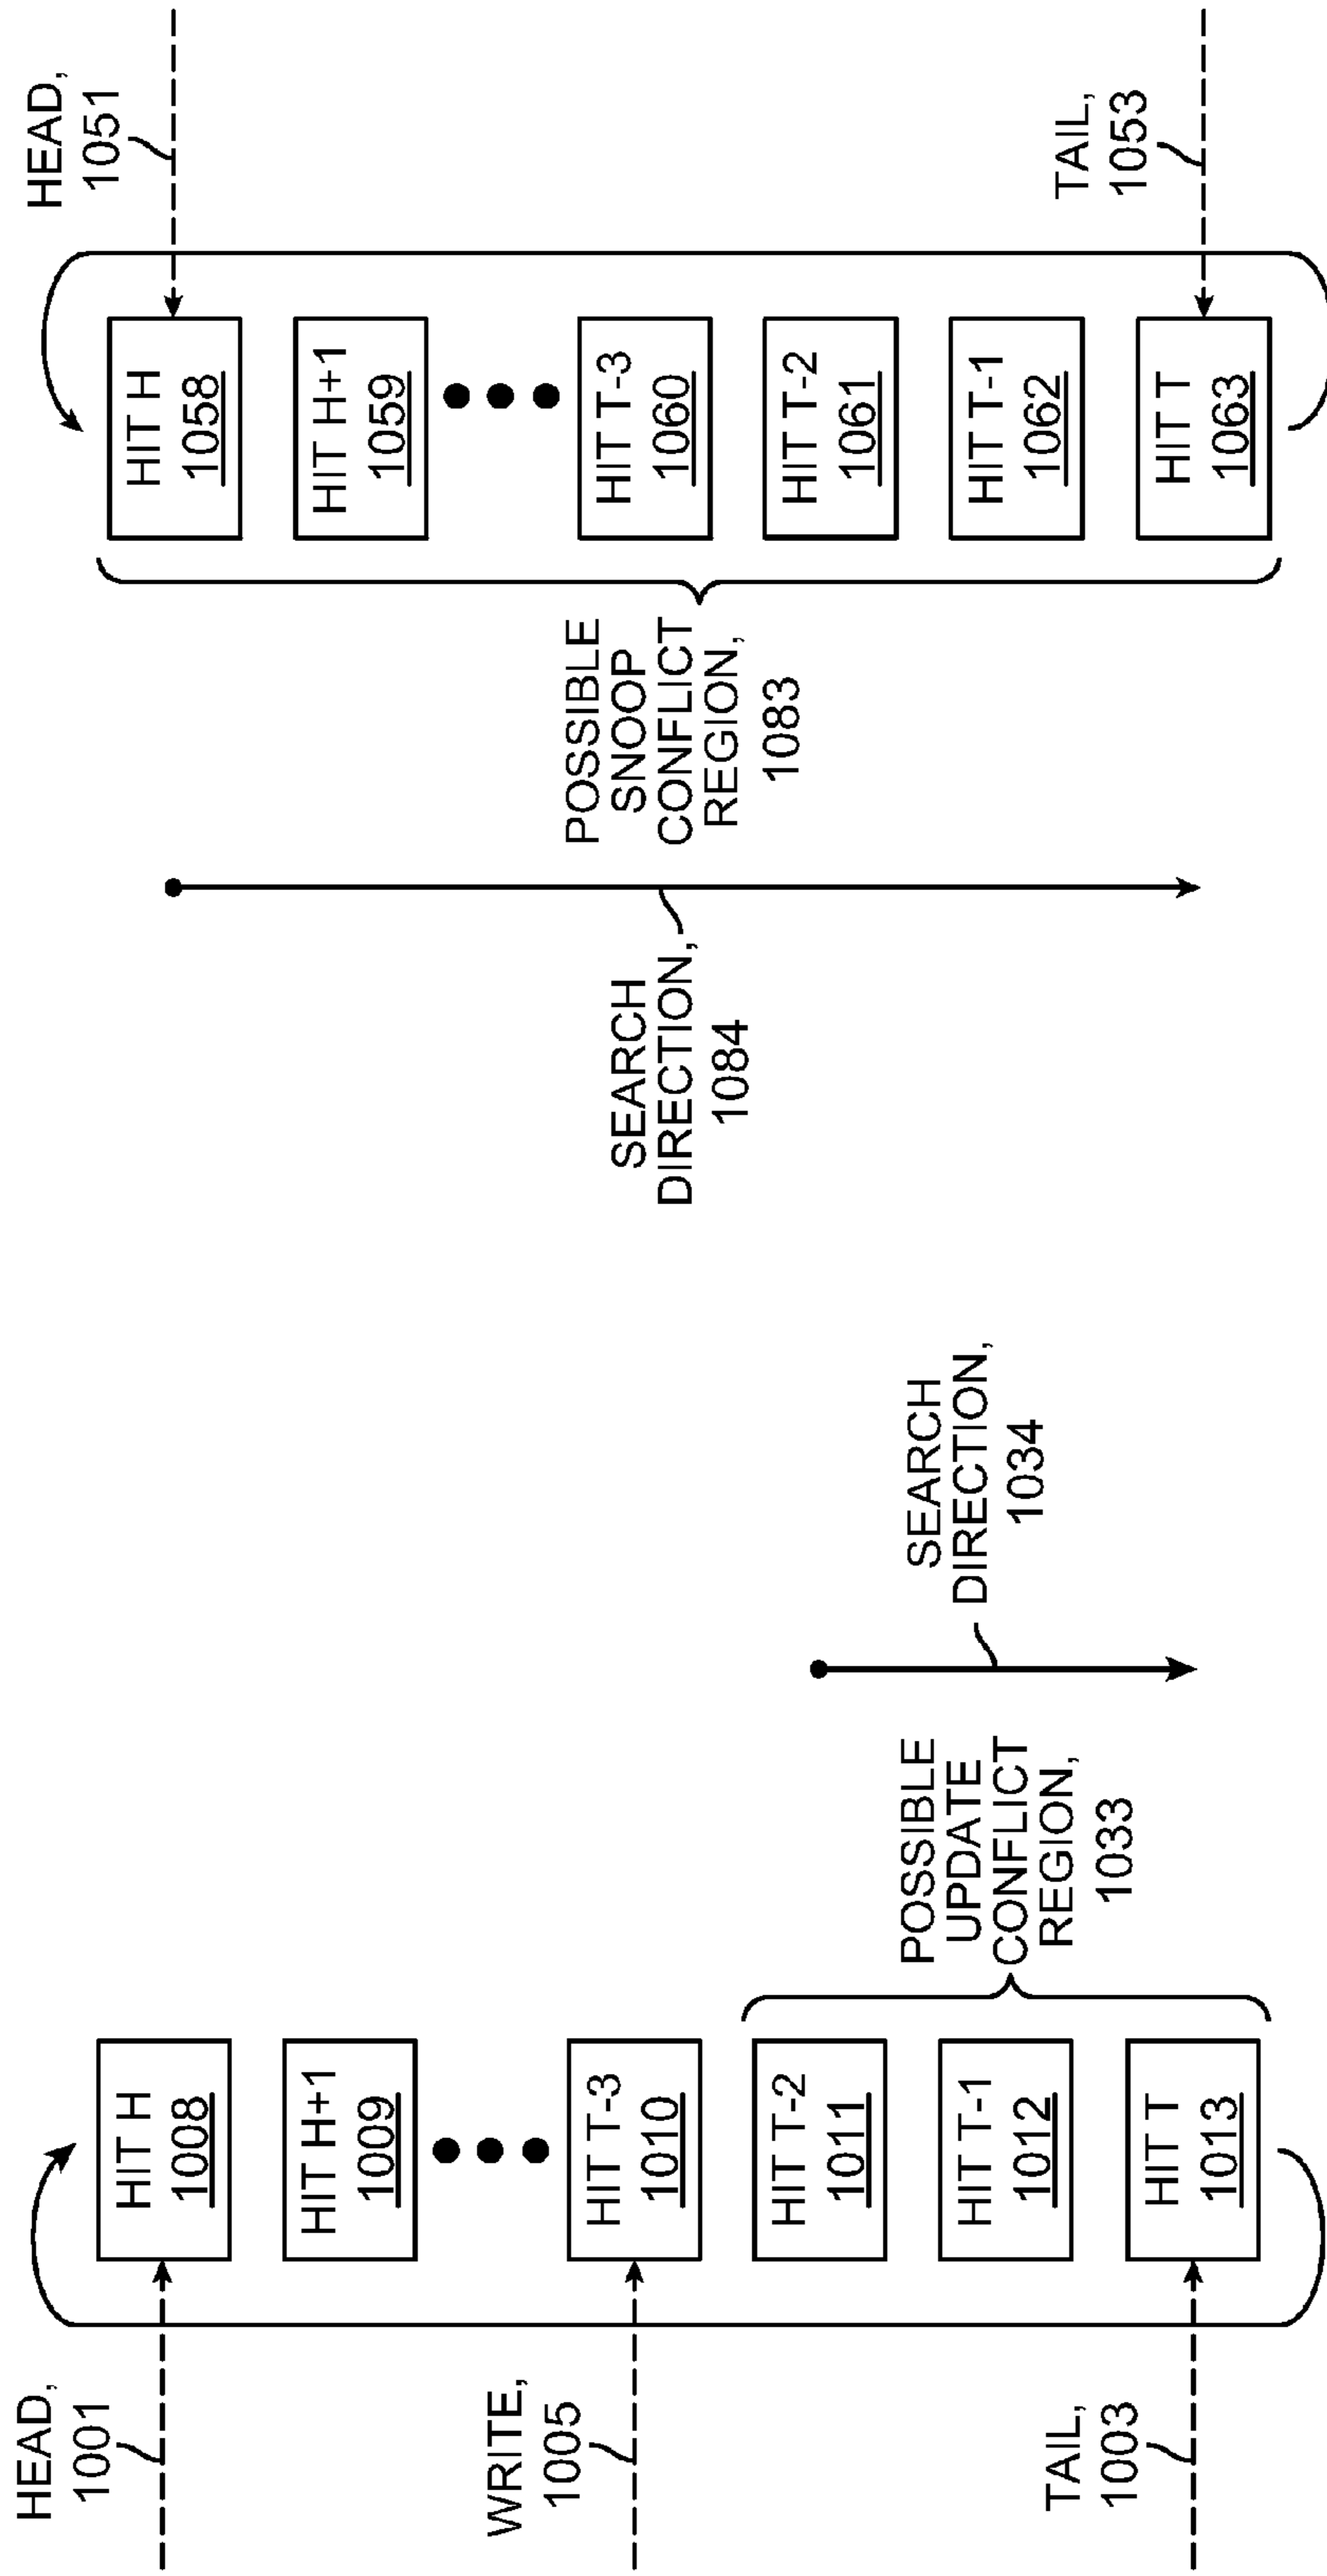 HEAD,
1001
HIT H
1008
HIT H+1
1009
WRITE,
1005
HIT T-3
1010
HIT T-2
1011
HIT T-1
1012
TAIL,
1003
HIT T
1013
POSSIBLE
UPDATE
CONFLICT
REGION,
1033
SEARCH
DIRECTION,
1034
SEARCH
DIRECTION,
1084
POSSIBLE
SNOOP
CONFLICT
REGION,
1083
HEAD,
1051
HIT H
1058
HIT H+1
1059
HIT T-3
1060
HIT T-2
1061
HIT T-1
1062
HIT T
1063
TAIL,
1053